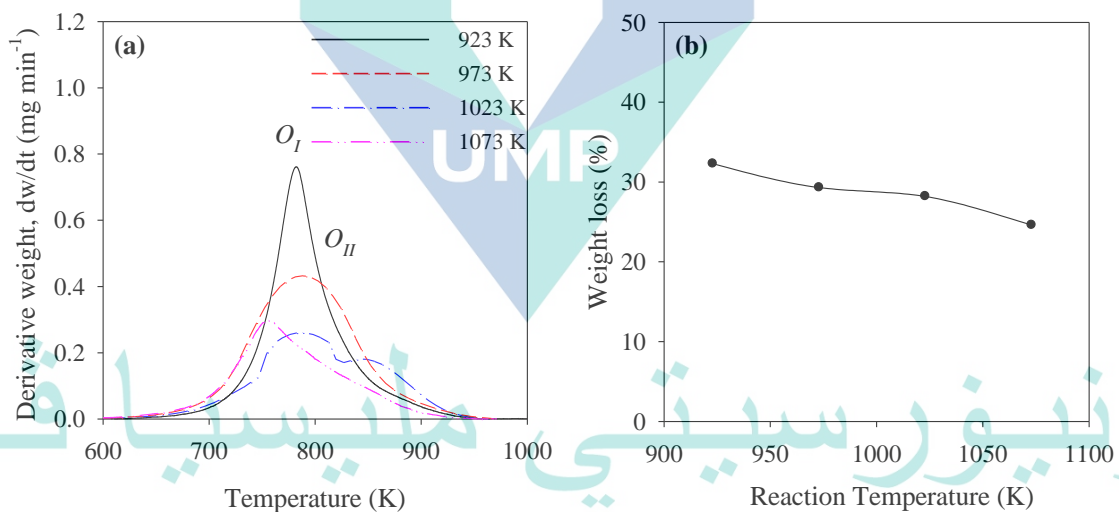 (a)
923 K
973 K
1023 K
1073 K
O_I
O_II
Derivative weight, dw/dt (mg min⁻¹)
0.0
0.2
0.4
0.6
0.8
1.0
1.2
600 700 800 900 1000
Temperature (K)
(b)
Weight loss (%)
0
10
20
30
40
50
900 950 1000 1050 1100
Reaction Temperature (K)
UMP